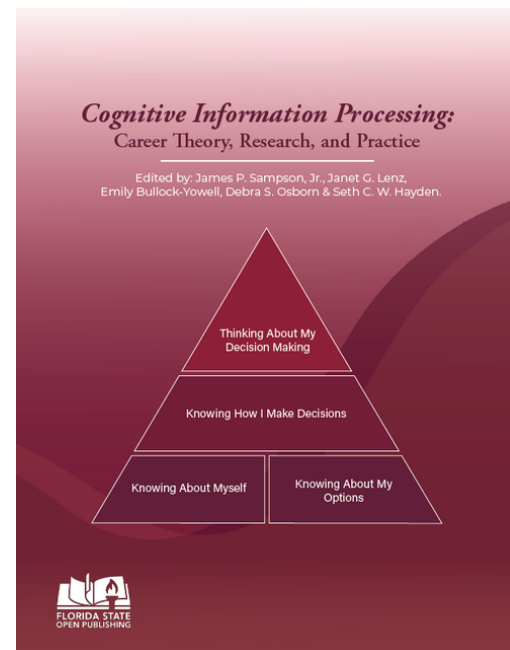 Cognitive Information Processing:
Career Theory, Research, and Practice
Edited by: James P. Sampson, Jr., Janet G. Lenz,
Emily Bullock-Yowell, Debra S. Osborn & Seth C. W. Hayden.
Thinking About My
Decision Making
Knowing How I Make Decisions
Knowing About Myself
Knowing About My
Options
FLORIDA STATE
OPEN PUBLISHING